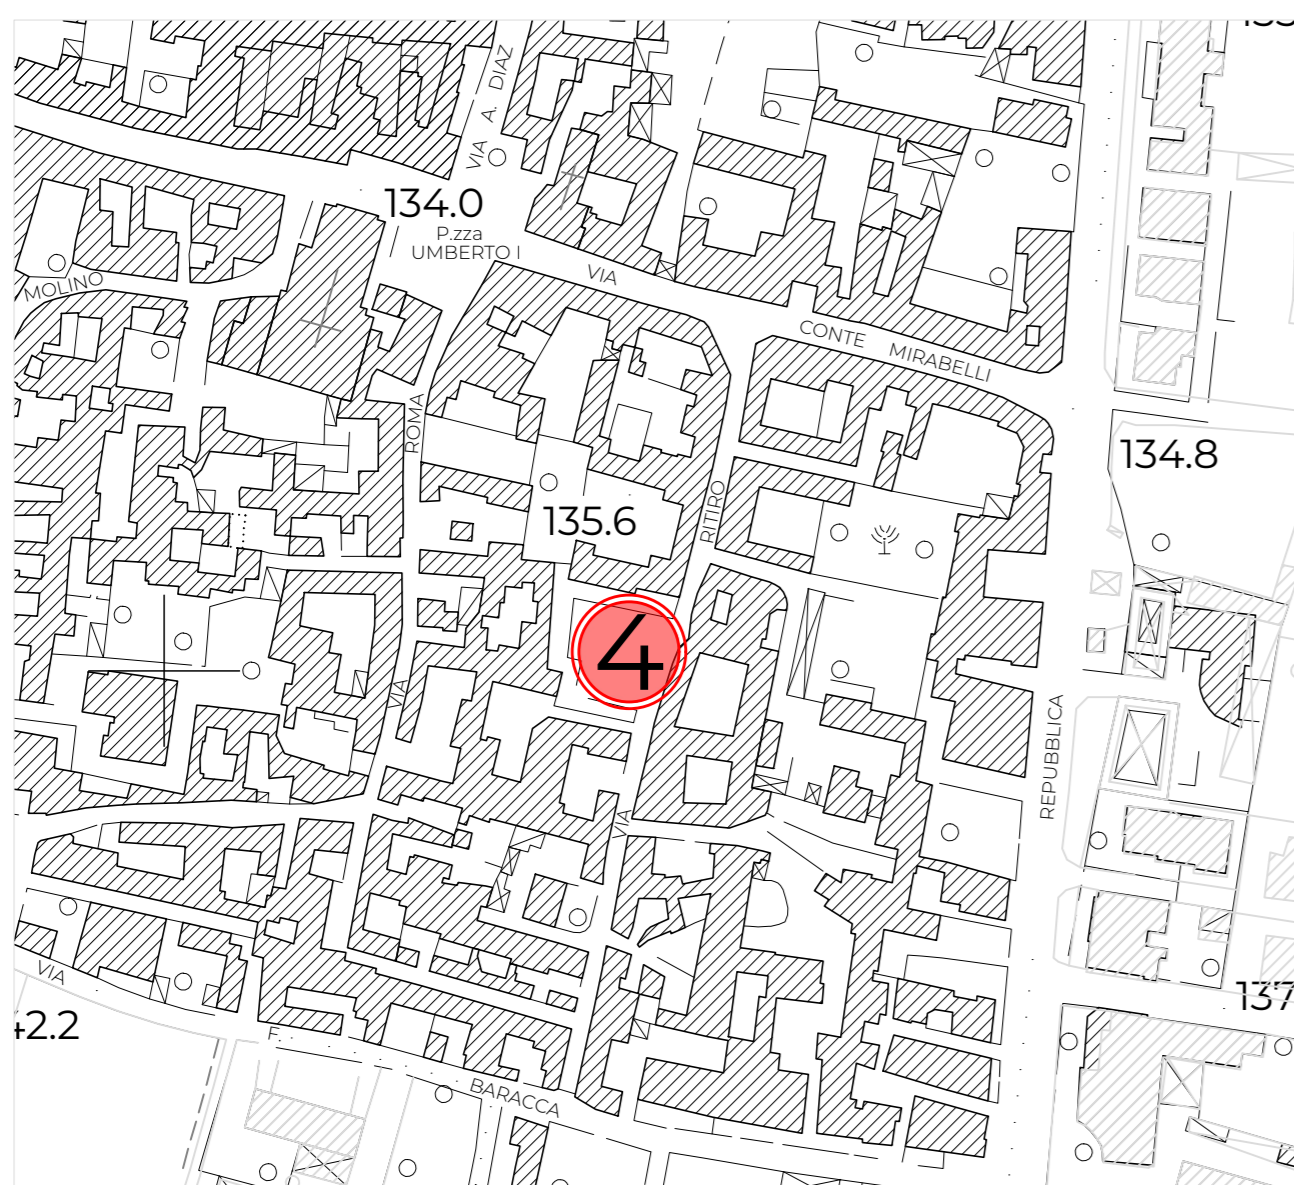 VIA A. DIAZ
134.0
P.zza
UMBERTO I
VIA
CONTE MIRABELLI
MOLINO
ROMA
134.8
RITIRO
135.6
4
VIA
REPUBBLICA
VIA
VIA
42.2
F.
137
BARACCA